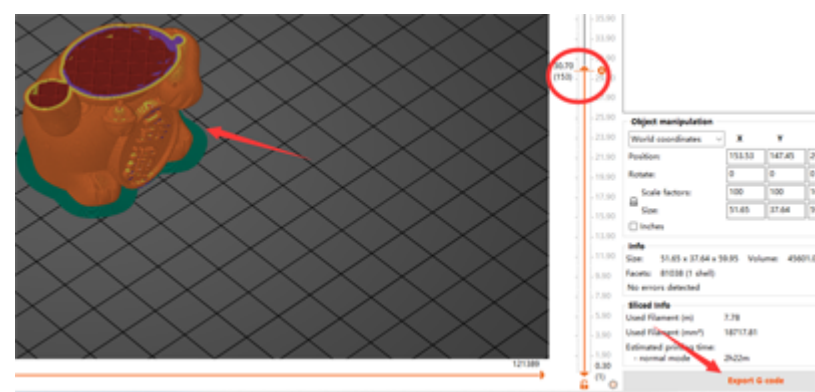 35.90
33.90
30.70
(153)
25.90
23.90
21.90
19.90
17.90
15.90
13.90
11.90
9.90
7.90
5.90
3.90
1.90
0.30
(1)
121389
Object manipulation
World coordinates X Y
Position: 153.53 147.45
Rotate: 0 0
Scale factors: 100 100
Size: 51.65 37.64
Inches
Info
Size: 51.65 x 37.64 x 59.95 Volume:
Facets: 81038 (1 shell)
No errors detected
Sliced Info
Used Filament (m) 7.78
Used Filament (mm³) 18717.81
Estimated printing time:
- normal mode 2h22m
Export G code